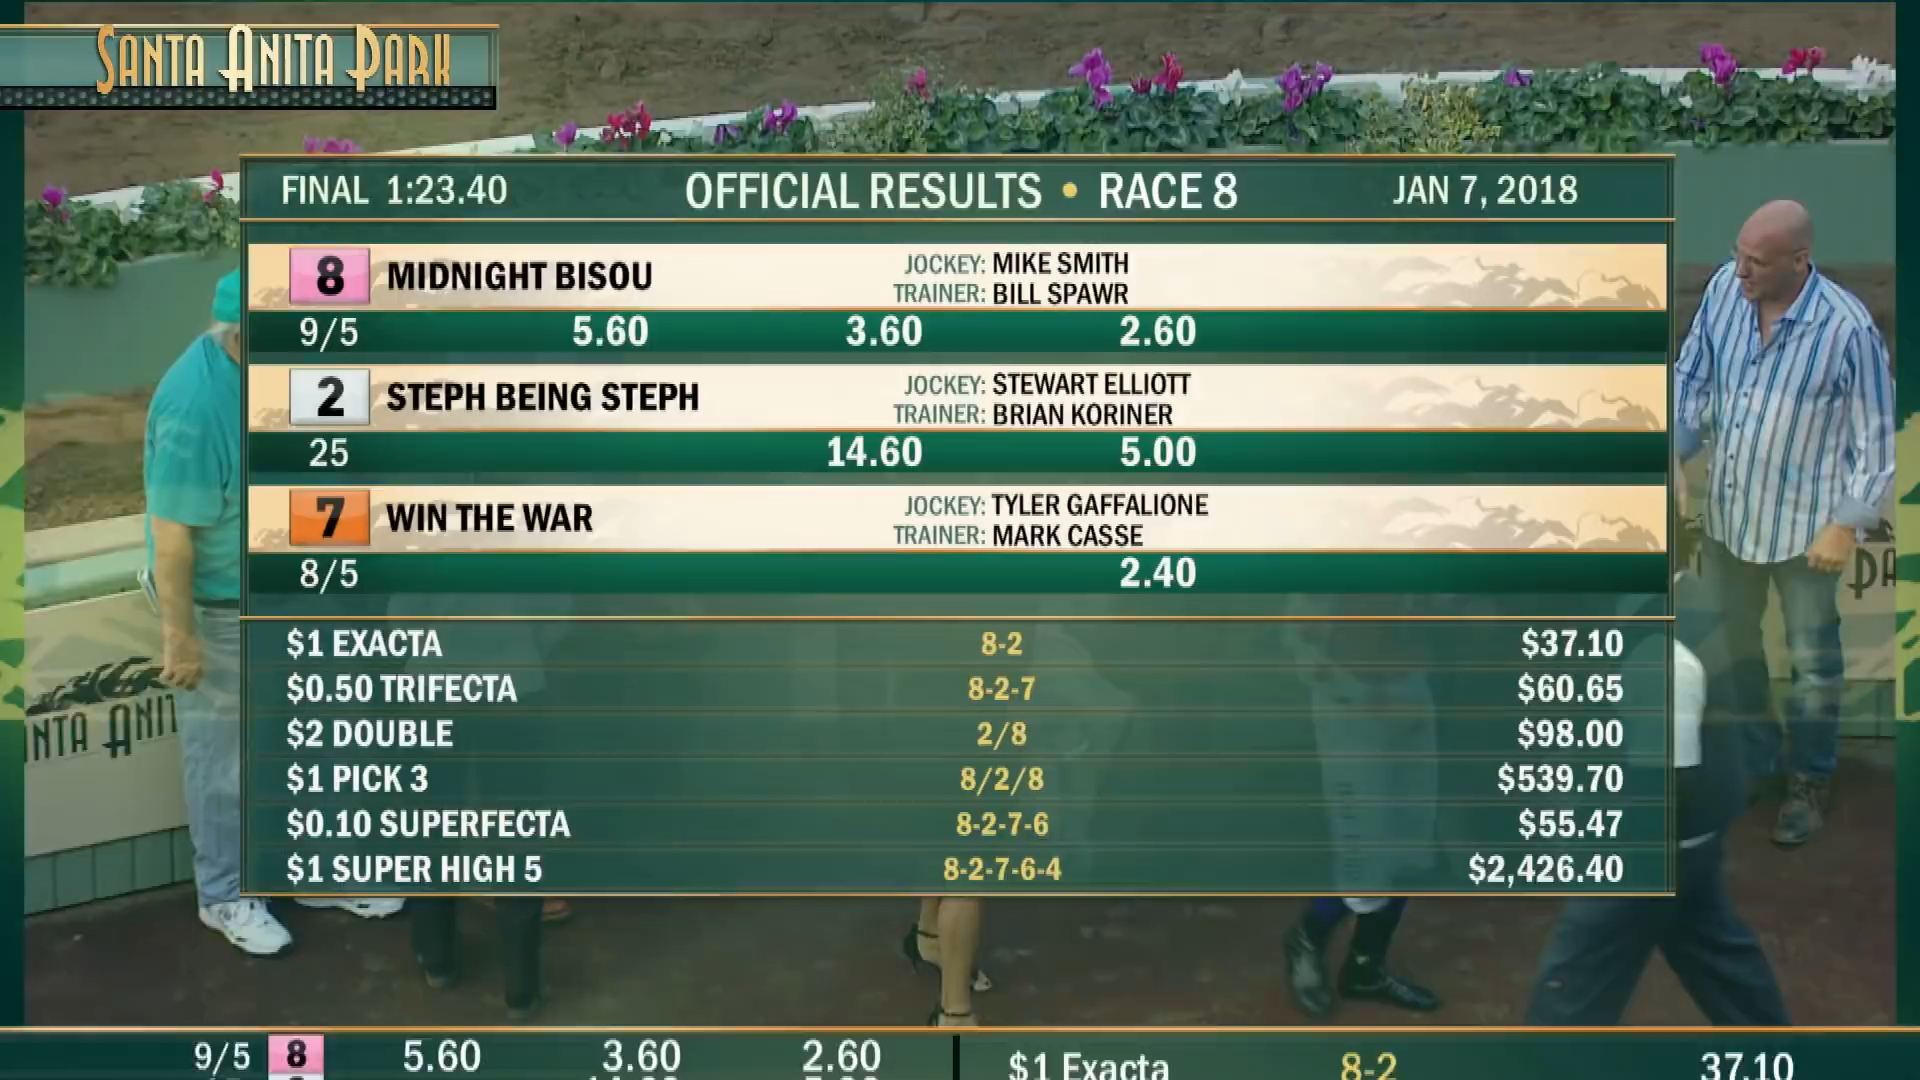 SANTA ANITA PARK
FINAL 1:23.40 OFFICIAL RESULTS • RACE 8 JAN 7, 2018
8 MIDNIGHT BISOU JOCKEY: MIKE SMITH
TRAINER: BILL SPAWR
9/5 5.60 3.60 2.60
2 STEPH BEING STEPH JOCKEY: STEWART ELLIOTT
TRAINER: BRIAN KORINER
25 14.60 5.00
7 WIN THE WAR JOCKEY: TYLER GAFFALIONE
TRAINER: MARK CASSE
8/5 2.40
$1 EXACTA 8-2 $37.10
$0.50 TRIFECTA 8-2-7 $60.65
$2 DOUBLE 2/8 $98.00
$1 PICK 3 8/2/8 $539.70
$0.10 SUPERFECTA 8-2-7-6 $55.47
$1 SUPER HIGH 5 8-2-7-6-4 $2,426.40
NTA ANIT
PA
9/5 8 5.60 3.60 2.60 $1 Exacta 8-2 37.10